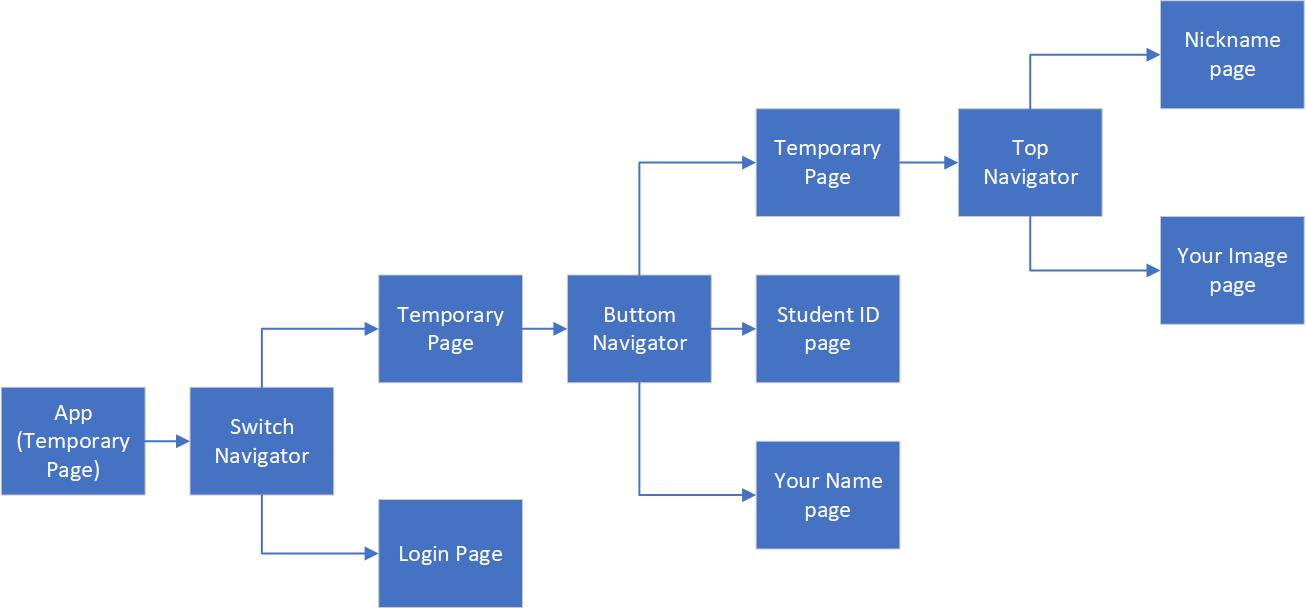 App
(Temporary
Page)
Switch
Navigator
Temporary
Page
Login Page
Buttom
Navigator
Temporary
Page
Student ID
page
Your Name
page
Top
Navigator
Nickname
page
Your Image
page